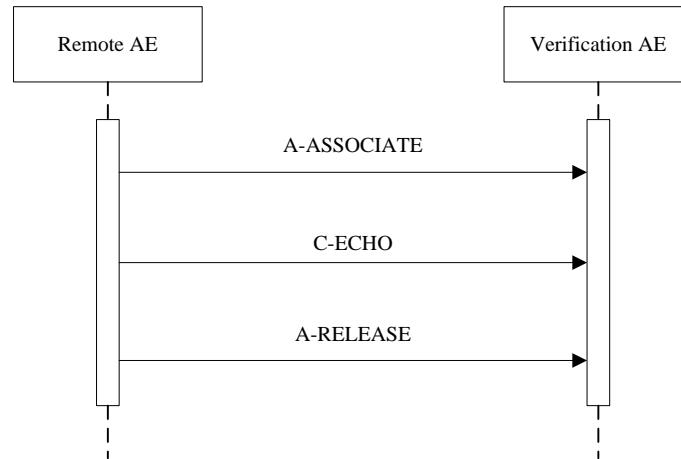 Remote AE
Verification AE
A-ASSOCIATE
C-ECHO
A-RELEASE